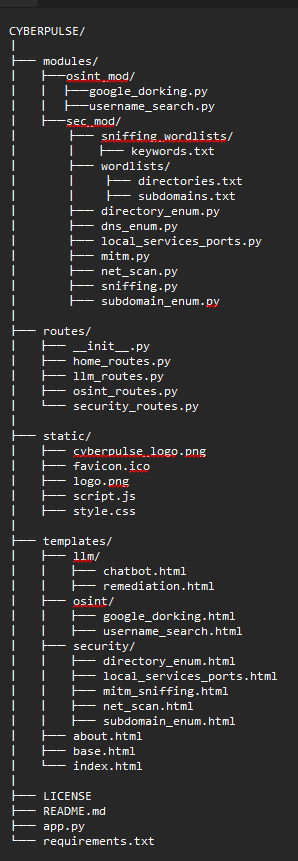 CYBERPULSE/
|
├── modules/
│   ├──osint_mod/
│   │   ├──google_dorking.py
│   │   ├──username_search.py
│   ├──sec_mod/
│       ├── sniffing_wordlists/
│       │   ├── keywords.txt
│       ├── wordlists/
│       │   ├── directories.txt
│       │   ├── subdomains.txt
│       ├── directory_enum.py
│       ├── dns_enum.py
│       ├── local_services_ports.py
│       ├── mitm.py
│       ├── net_scan.py
│       ├── sniffing.py
│       ├── subdomain_enum.py
│
├── routes/
│   ├── __init__.py
│   ├── home_routes.py
│   ├── llm_routes.py
│   ├── osint_routes.py
│   └── security_routes.py
│
├── static/
│   ├── cyberpulse_logo.png
│   ├── favicon.ico
│   ├── logo.png
│   ├── script.js
│   ├── style.css
│
├── templates/
│   ├── llm/
│   │   ├── chatbot.html
│   │   ├── remediation.html
│   ├── osint/
│   │   ├── google_dorking.html
│   │   ├── username_search.html
│   ├── security/
│   │   ├── directory_enum.html
│   │   ├── local_services_ports.html
│   │   ├── mitm_sniffing.html
│   │   ├── net_scan.html
│   │   ├── subdomain_enum.html
│   ├── about.html
│   ├── base.html
│   └── index.html
│
├── LICENSE
├── README.md
├── app.py
└── requirements.txt